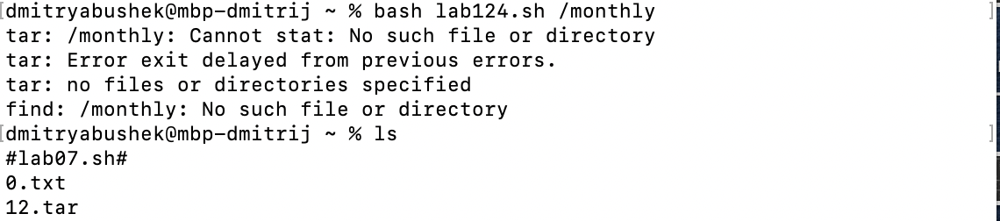 [dmitryabushek@mbp-dmitrij ~ % bash lab124.sh /monthly ]
tar: /monthly: Cannot stat: No such file or directory
tar: Error exit delayed from previous errors.
tar: no files or directories specified
find: /monthly: No such file or directory
[dmitryabushek@mbp-dmitrij ~ % ls ]
#lab07.sh#
0.txt
12.tar